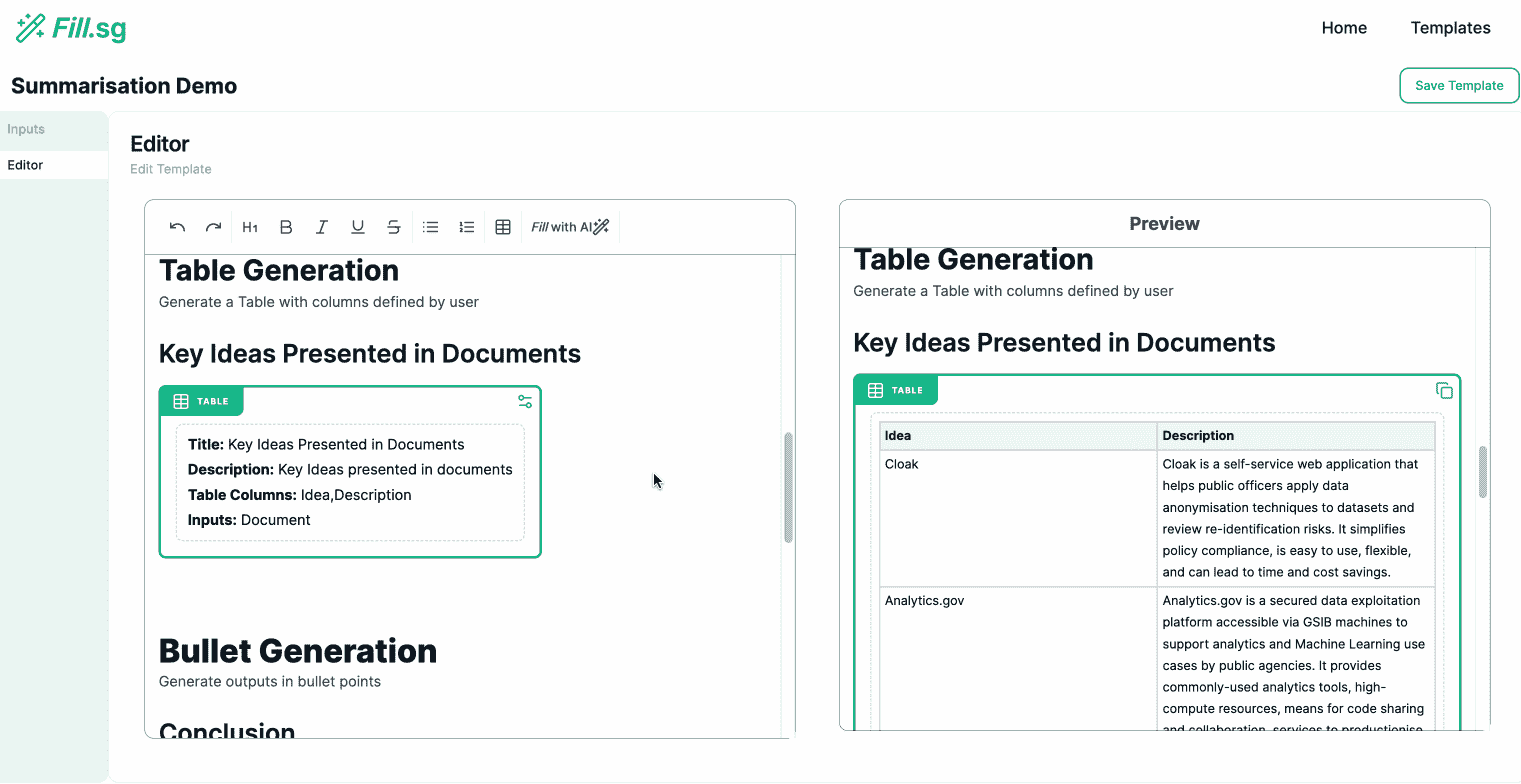 Fill.sg
Home
Templates
Summarisation Demo
Save Template
Inputs
Editor
Editor
Edit Template
H1
B
I
U
S
Fill with AI
Table Generation
Generate a Table with columns defined by user
Key Ideas Presented in Documents
TABLE
Title: Key Ideas Presented in Documents
Description: Key Ideas presented in documents
Table Columns: Idea,Description
Inputs: Document
Bullet Generation
Generate outputs in bullet points
Conclusion
Preview
Table Generation
Generate a Table with columns defined by user
Key Ideas Presented in Documents
TABLE
Idea
Description
Cloak
Cloak is a self-service web application that
helps public officers apply data
anonymisation techniques to datasets and
review re-identification risks. It simplifies
policy compliance, is easy to use, flexible,
and can lead to time and cost savings.
Analytics.gov
Analytics.gov is a secured data exploitation
platform accessible via GSIB machines to
support analytics and Machine Learning use
cases by public agencies. It provides
commonly-used analytics tools, high-
compute resources, means for code sharing
and collaboration, services to productionise